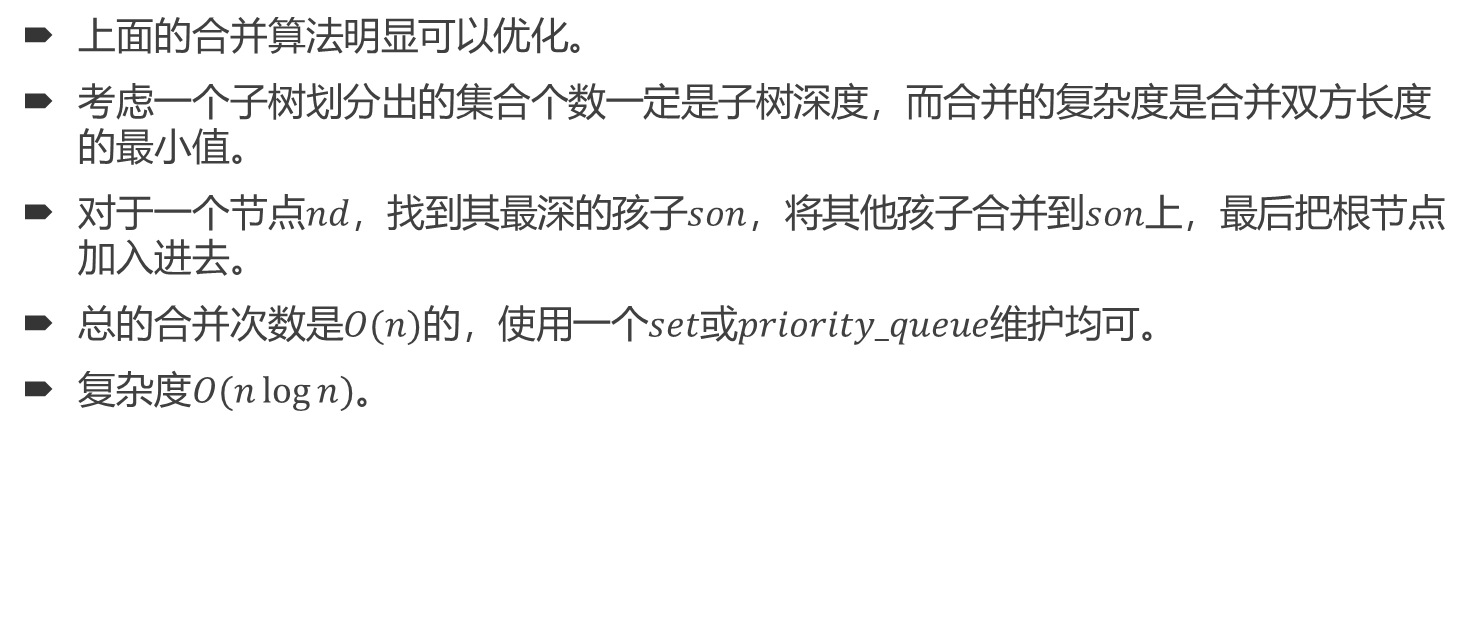 上面的合并算法明显可以优化。
考虑一个子树划分出的集合个数一定是子树深度，而合并的复杂度是合并双方长度
的最小值。
对于一个节点nd，找到其最深的孩子son，将其他孩子合并到son上，最后把根节点
加入进去。
总的合并次数是O(n)的，使用一个set或priority_queue维护均可。
复杂度O(n log n)。